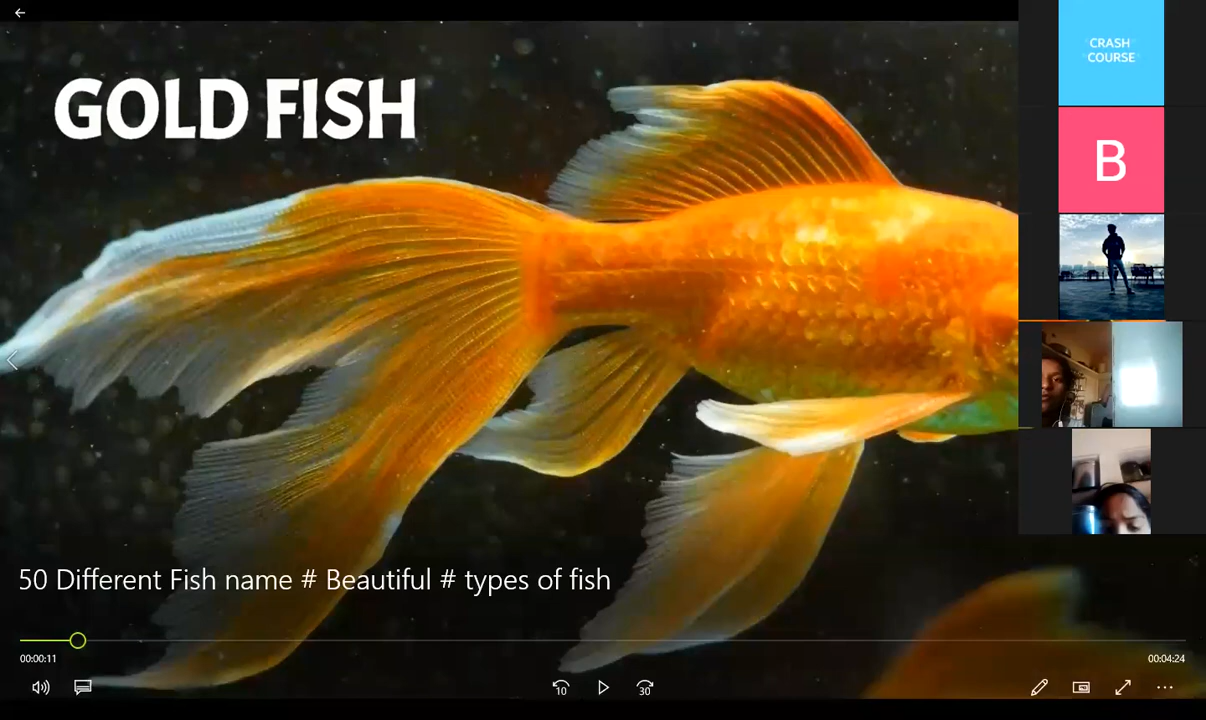 GOLD FISH
CRASH
COURSE
B
50 Different Fish name # Beautiful # types of fish
00:00:11
00:04:24
10
30